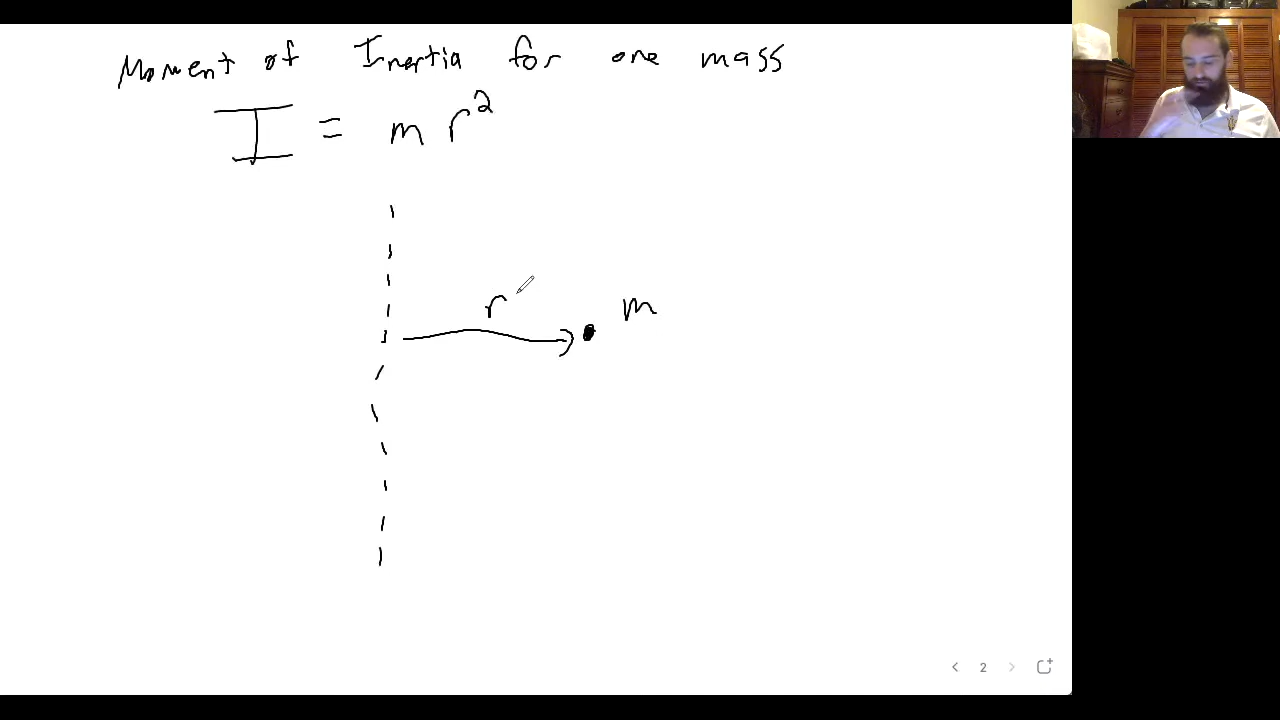 Moment of Inertia for one mass
I = m r²
r
m
2